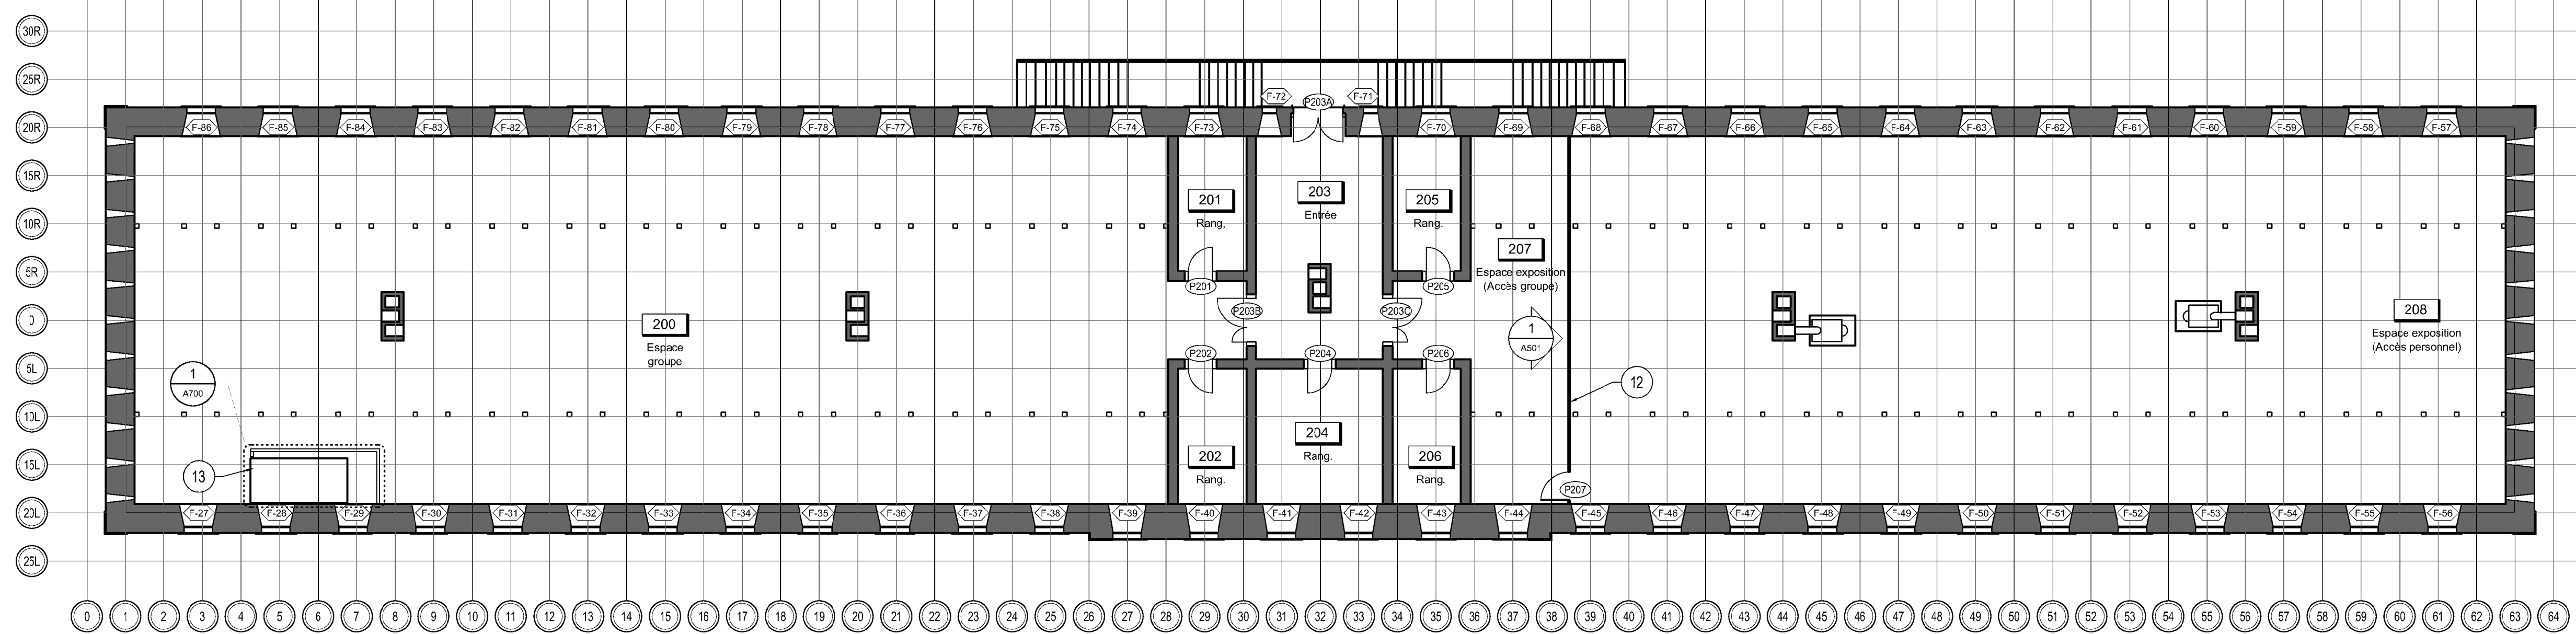 30R
25R
F-72 P203A F-71
20R F-86 F-85 F-84 F-83 F-82 F-81 F-80 F-79 F-78 F-77 F-76 F-75 F-74 F-73 F-70 F-69 F-68 F-67 F-66 F-65 F-64 F-63 F-62 F-61 F-60 F-59 F-58 F-57
15R
201
Rang,
203
Entrée
205
Rang.
10R
207
Espace exposition
(Accès groupe)
5R
P201 P205
P203B P203C
0
200
Espace
groupe
208
Espace exposition
(Accès personnel)
1
A501
P202 P204 P206
5L
1
A700
12
10L
204
Rang.
202
Rang.
206
Rang.
15L
13
P207
20L F-27 F-28 F-29 F-30 F-31 F-32 F-33 F-34 F-35 F-36 F-37 F-38 F-39 F-40 F-41 F-42 F-43 F-44 F-45 F-46 F-47 F-48 F-49 F-50 F-51 F-52 F-53 F-54 F-55 F-56
25L
0 1 2 3 4 5 6 7 8 9 10 11 12 13 14 15 16 17 18 19 20 21 22 23 24 25 26 27 28 29 30 31 32 33 34 35 36 37 38 39 40 41 42 43 44 45 46 47 48 49 50 51 52 53 54 55 56 57 58 59 60 61 62 63 64